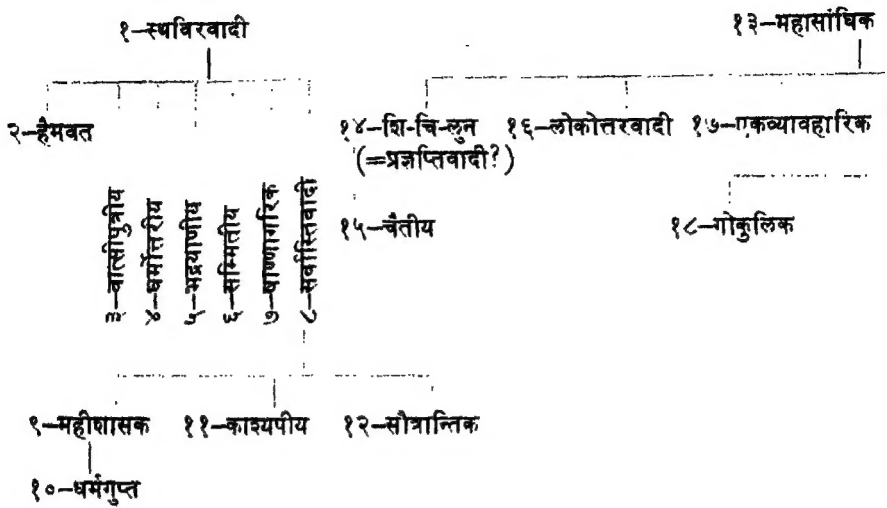 १–स्थविरवादी
१३–महासांघिक
२–हैमवत
१४–शि-चि-लुन
१६–लोकोत्तरवादी
१७–एकव्यावहारिक
(=प्रज्ञप्तिवादी?)
३–वात्सीपुत्रीय
४–धर्मोत्तरीय
५–भद्रयाणीय
६–सम्मितीय
७–षाण्णागरिक
८–सर्वास्तिवादी
१५–चैतीय
१८–गोकुलिक
९–महीशासक
११–काश्यपीय
१२–सौत्रान्तिक
१०–धर्मगुप्त